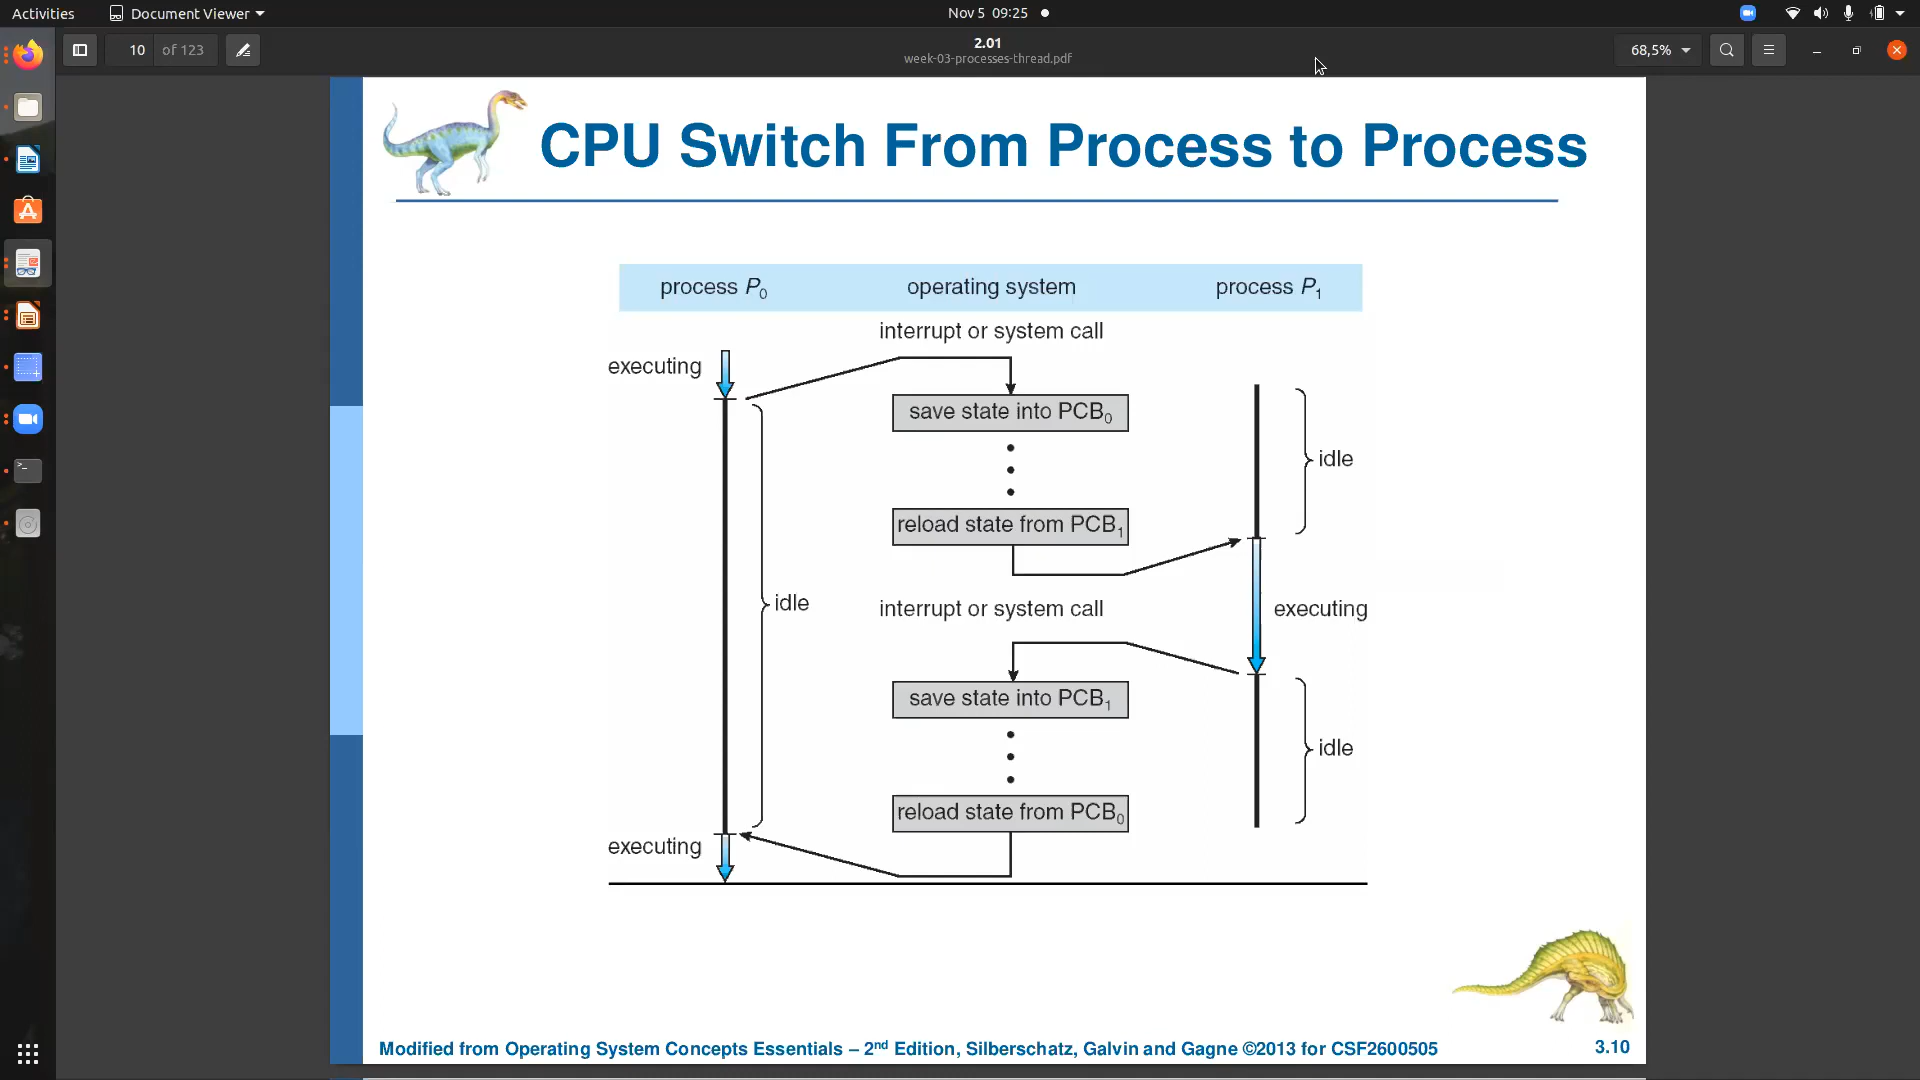 Activities
Document Viewer
Nov 5 09:25
10 of 123
2.01
week-03-processes-thread.pdf
68,5%
CPU Switch From Process to Process
process P0 operating system process P1
interrupt or system call
executing
save state into PCB0
idle
reload state from PCB1
idle
interrupt or system call
executing
save state into PCB1
idle
reload state from PCB0
executing
Modified from Operating System Concepts Essentials – 2nd Edition, Silberschatz, Galvin and Gagne ©2013 for CSF2600505
3.10